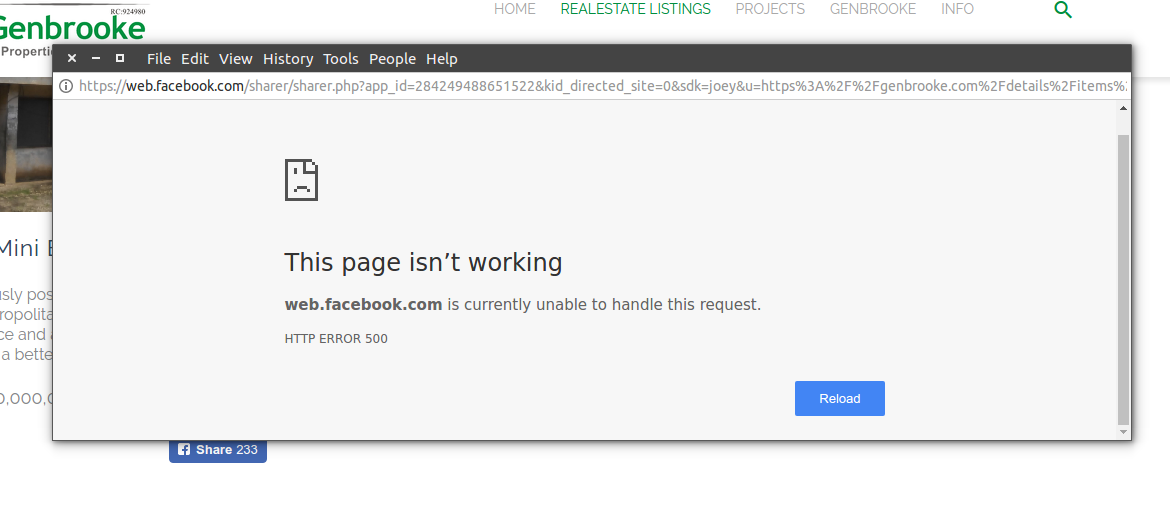 RC:924980
Genbrooke
Properti
HOME REALESTATE LISTINGS PROJECTS GENBROOKE INFO
File Edit View History Tools People Help
https://web.facebook.com/sharer/sharer.php?app_id=284249488651522&kid_directed_site=0&sdk=joey&u=https%3A%2F%2Fgenbrooke.com%2Fdetails%2Fitems%
This page isn’t working
web.facebook.com is currently unable to handle this request.
HTTP ERROR 500
Reload
Mini
usly pos
ropolita
ce and a
a bette
0,000,0
Share 233